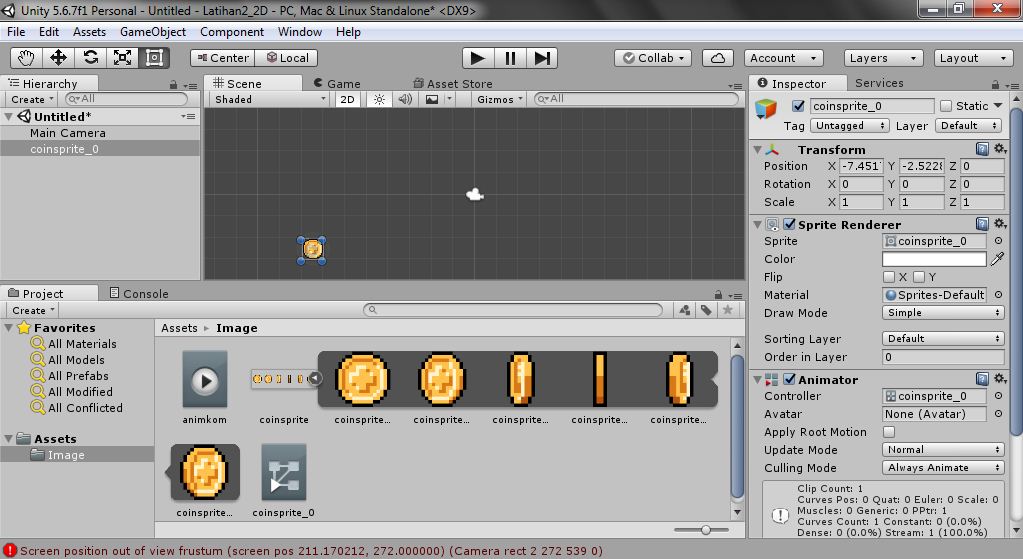 Unity 5.6.7f1 Personal - Untitled - Latihan2_2D - PC, Mac & Linux Standalone* <DX9>
File Edit Assets GameObject Component Window Help
Center Local Collab Account Layers Layout
Hierarchy
Create All
Untitled*
Main Camera
coinsprite_0
Scene Game Asset Store
Shaded 2D Gizmos All
Inspector Services
coinsprite_0 Static
Tag Untagged Layer Default
Transform
Position X -7.4517 Y -2.5228 Z 0
Rotation X 0 Y 0 Z 0
Scale X 1 Y 1 Z 1
Sprite Renderer
Sprite coinsprite_0
Color
Flip X Y
Material Sprites-Default
Draw Mode Simple
Sorting Layer Default
Order in Layer 0
Animator
Controller coinsprite_0
Avatar None (Avatar)
Apply Root Motion
Update Mode Normal
Culling Mode Always Animate
Clip Count: 1
Curves Pos: 0 Quat: 0 Euler: 0 Scale: 0
Muscles: 0 Generic: 0 PPtr: 1
Curves Count: 1 Constant: 0 (0.0%)
Dense: 0 (0.0%) Stream: 1 (100.0%)
Project Console
Create
Favorites
All Materials
All Models
All Prefabs
All Modified
All Conflicted
Assets
Image
Assets Image
animkom coinsprite coinsprite... coinsprite... coinsprite... coinsprite... coinsprite...
coinsprite... coinsprite_0
Screen position out of view frustum (screen pos 211.170212, 272.000000) (Camera rect 2 272 539 0)